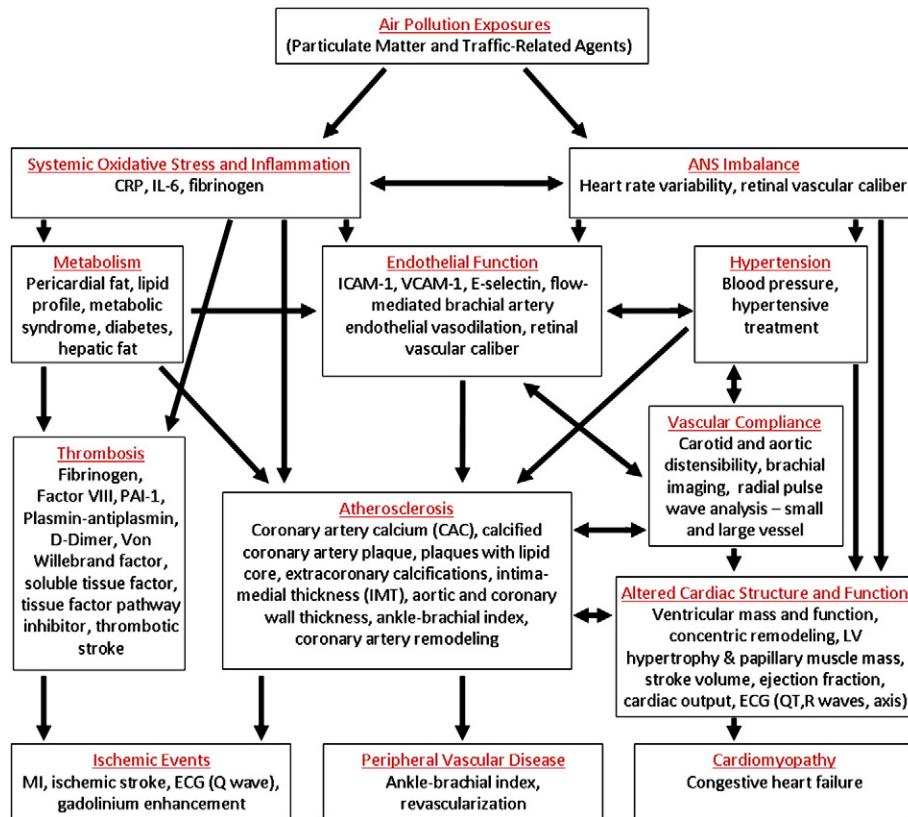 Air Pollution Exposures
(Particulate Matter and Traffic-Related Agents)
Systemic Oxidative Stress and Inflammation
CRP, IL-6, fibrinogen
ANS Imbalance
Heart rate variability, retinal vascular caliber
Metabolism
Pericardial fat, lipid
profile, metabolic
syndrome, diabetes,
hepatic fat
Endothelial Function
ICAM-1, VCAM-1, E-selectin, flow-
mediated brachial artery
endothelial vasodilation, retinal
vascular caliber
Hypertension
Blood pressure,
hypertensive
treatment
Vascular Compliance
Carotid and aortic
distensibility, brachial
imaging, radial pulse
wave analysis – small
and large vessel
Thrombosis
Fibrinogen,
Factor VIII, PAI-1,
Plasmin-antiplasmin,
D-Dimer, Von
Willebrand factor,
soluble tissue factor,
tissue factor pathway
inhibitor, thrombotic
stroke
Atherosclerosis
Coronary artery calcium (CAC), calcified
coronary artery plaque, plaques with lipid
core, extracoronary calcifications, intima-
medial thickness (IMT), aortic and coronary
wall thickness, ankle-brachial index,
coronary artery remodeling
Altered Cardiac Structure and Function
Ventricular mass and function,
concentric remodeling, LV
hypertrophy & papillary muscle mass,
stroke volume, ejection fraction,
cardiac output, ECG (QT,R waves, axis)
Ischemic Events
MI, ischemic stroke, ECG (Q wave),
gadolinium enhancement
Peripheral Vascular Disease
Ankle-brachial index,
revascularization
Cardiomyopathy
Congestive heart failure